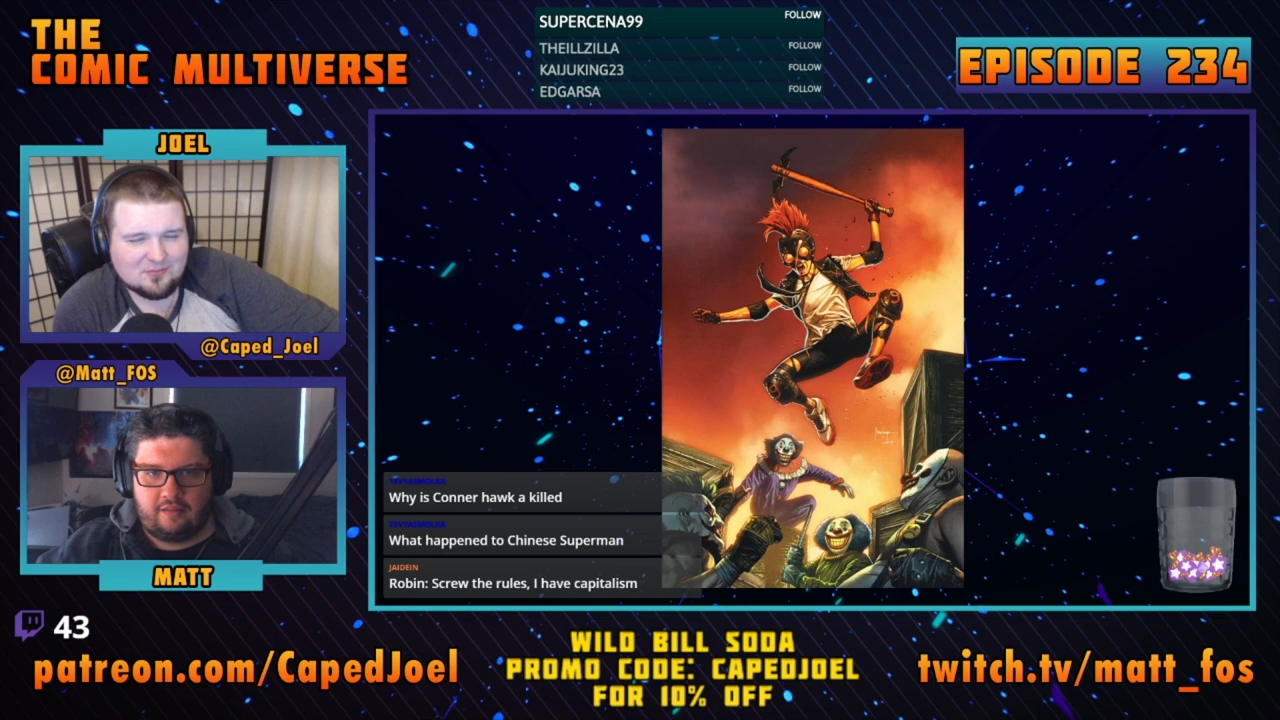 THE
COMIC MULTIVERSE
SUPERCENA99 FOLLOW
THEILLZILLA FOLLOW
KAIJUKING23 FOLLOW
EDGARSA FOLLOW
EPISODE 234
JOEL
@Caped_Joel
@Matt_FOS
MATT
Why is Conner hawk a killed
What happened to Chinese Superman
JAIDEIN
Robin: Screw the rules, I have capitalism
43
patreon.com/CapedJoel
WILD BILL SODA
PROMO CODE: CAPEDJOEL
FOR 10% OFF
twitch.tv/matt_fos